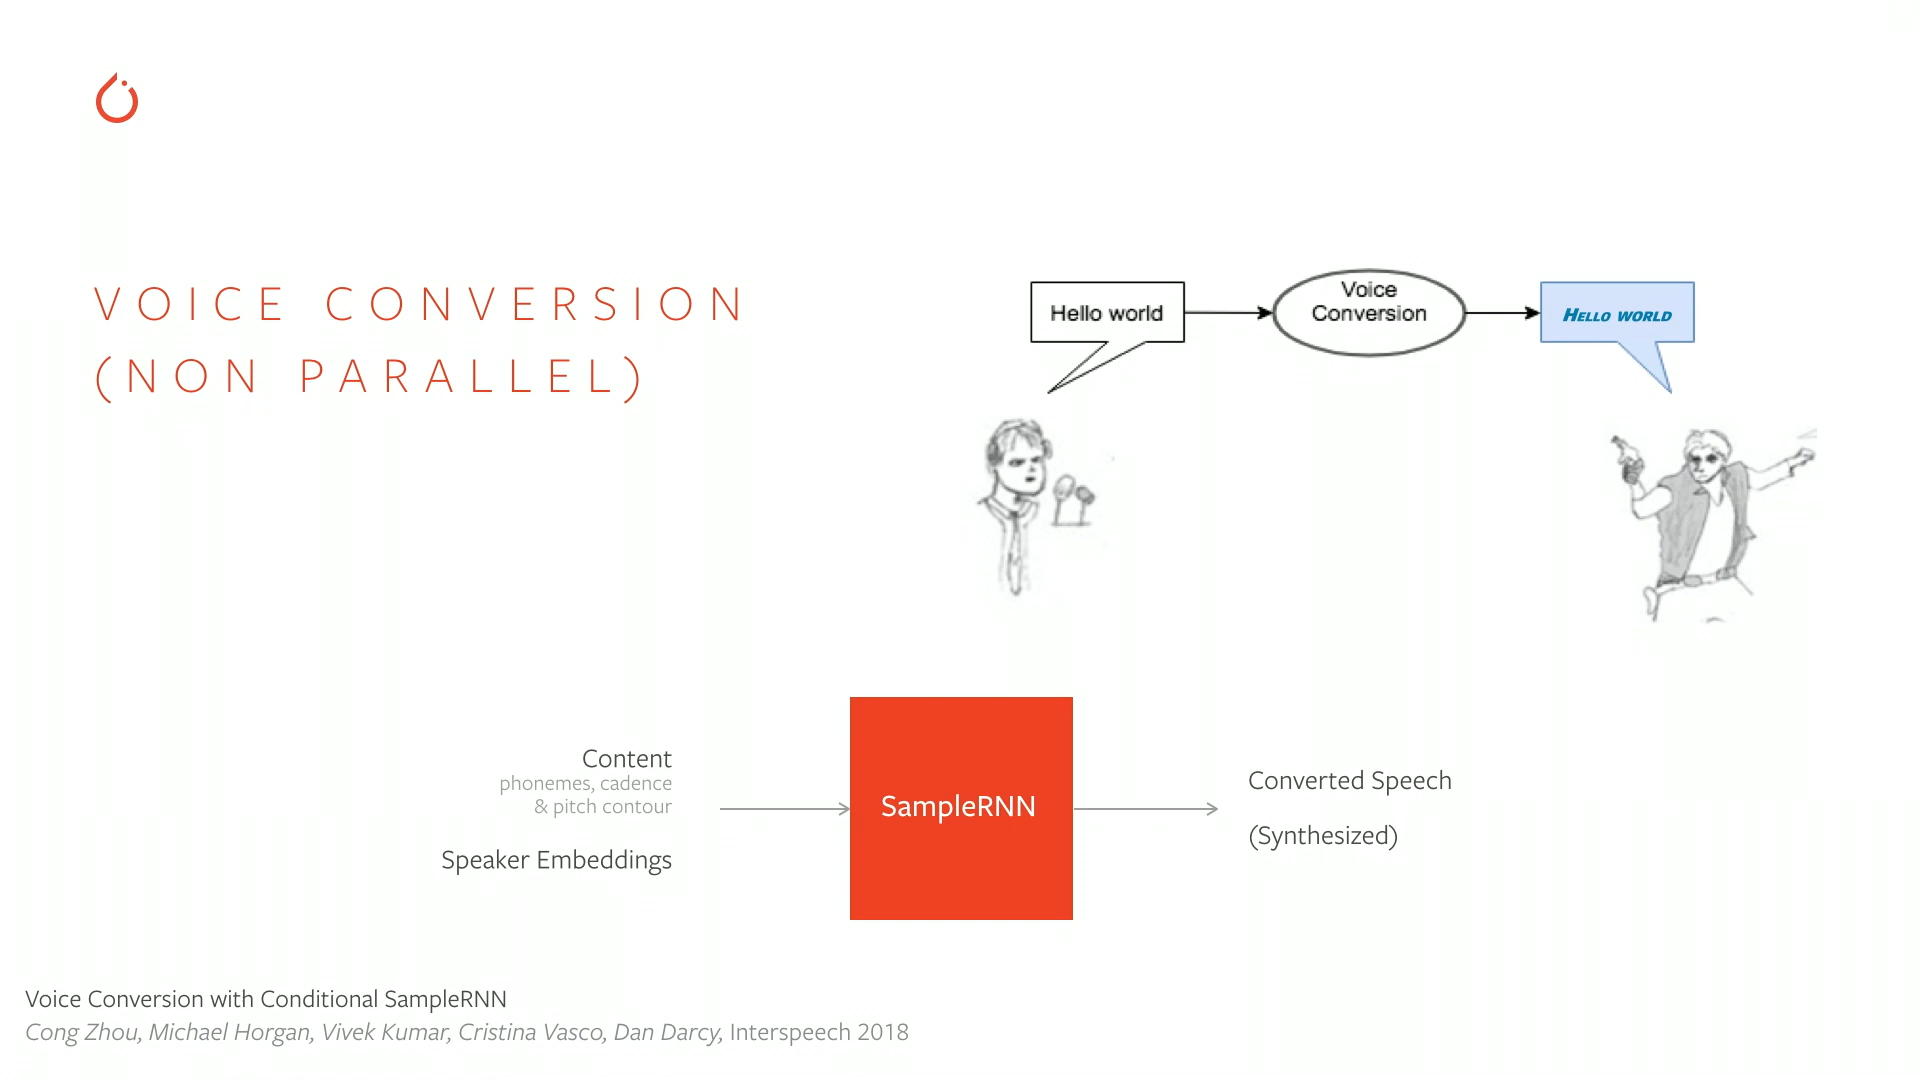 VOICE CONVERSION
(NON PARALLEL)
Hello world
Voice
Conversion
HELLO WORLD
Content
phonemes, cadence
& pitch contour
Speaker Embeddings
SampleRNN
Converted Speech
(Synthesized)
Voice Conversion with Conditional SampleRNN
Cong Zhou, Michael Horgan, Vivek Kumar, Cristina Vasco, Dan Darcy, Interspeech 2018